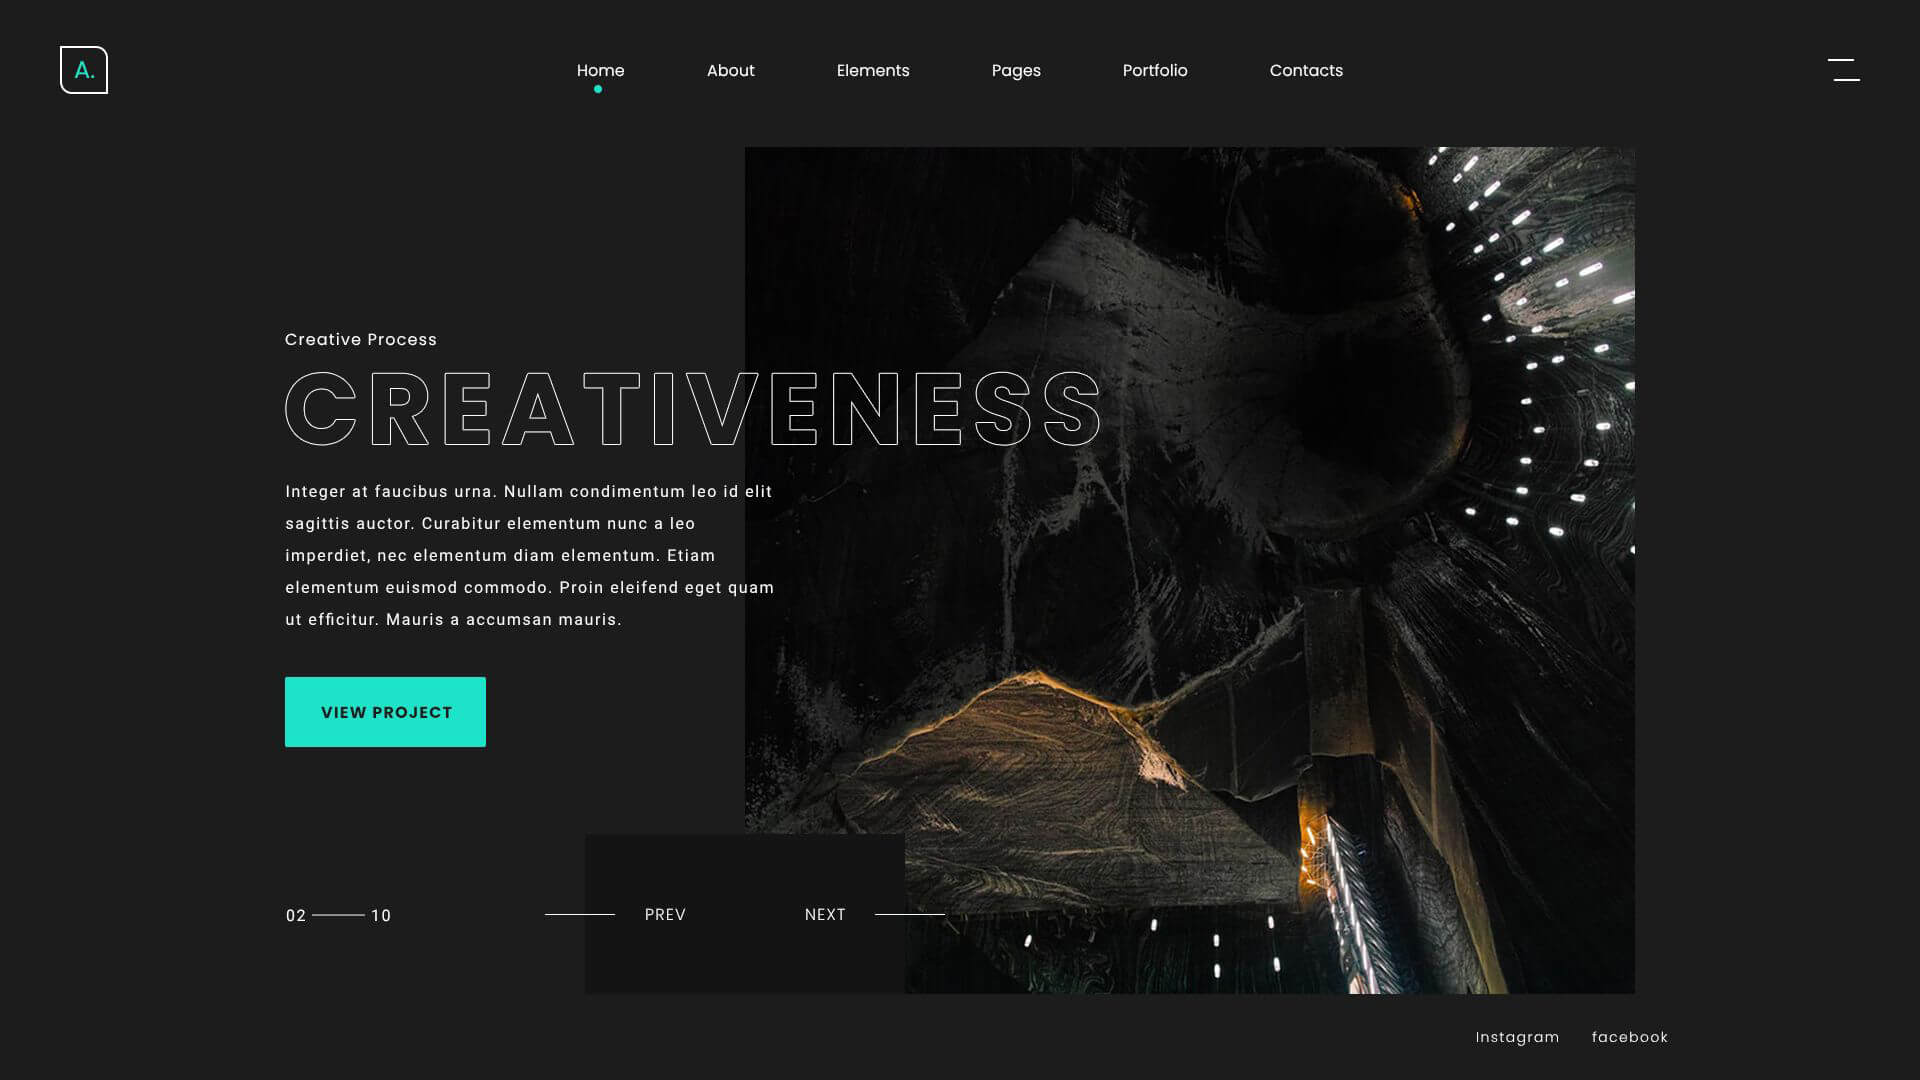 A.
Home About Elements Pages Portfolio Contacts
Creative Process
CREATIVENESS
Integer at faucibus urna. Nullam condimentum leo id elit
sagittis auctor. Curabitur elementum nunc a leo
imperdiet, nec elementum diam elementum. Etiam
elementum euismod commodo. Proin eleifend eget quam
ut efficitur. Mauris a accumsan mauris.
VIEW PROJECT
02 10
PREV NEXT
Instagram facebook